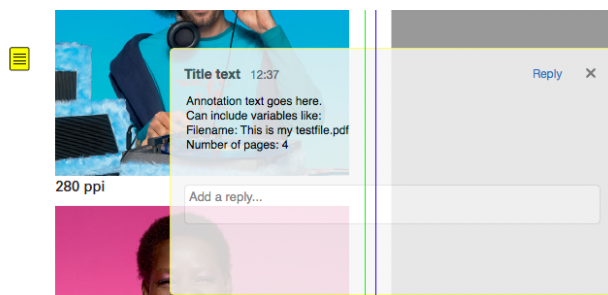 Title text 12:37 Reply ×
Annotation text goes here.
Can include variables like:
Filename: This is my testfile.pdf
Number of pages: 4
280 ppi
Add a reply...